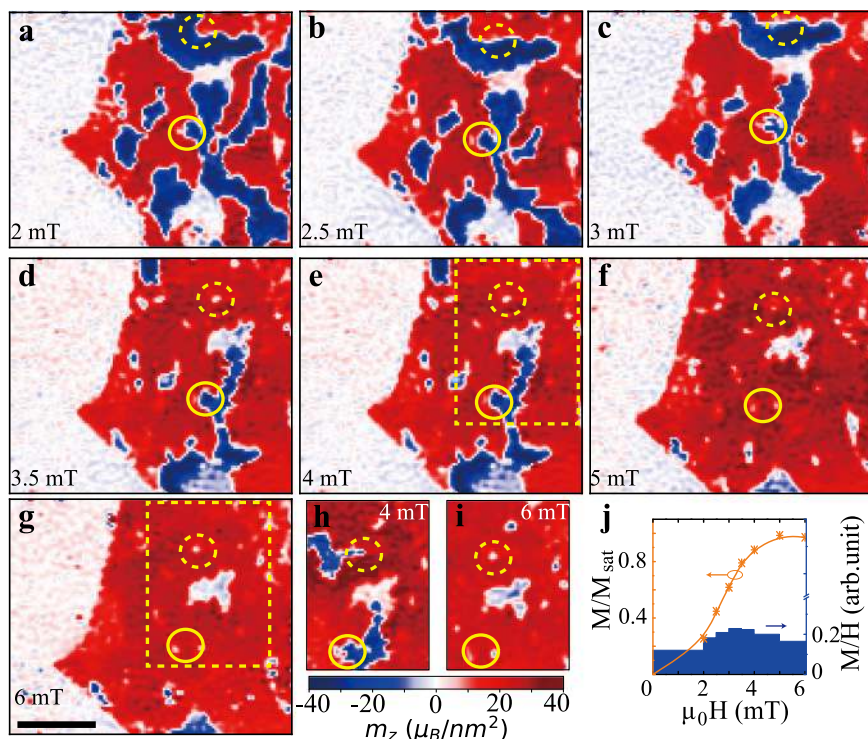 a
b
c
2 mT
2.5 mT
3 mT
d
e
f
3.5 mT
4 mT
5 mT
g
h
4 mT
i
6 mT
j
6 mT
-40 -20 0 20 40
m_z (μ_B/nm²)
M/M_sat
0.8
0.4
0 2 4 6
μ₀H (mT)
0.2
0
M/H (arb.unit)